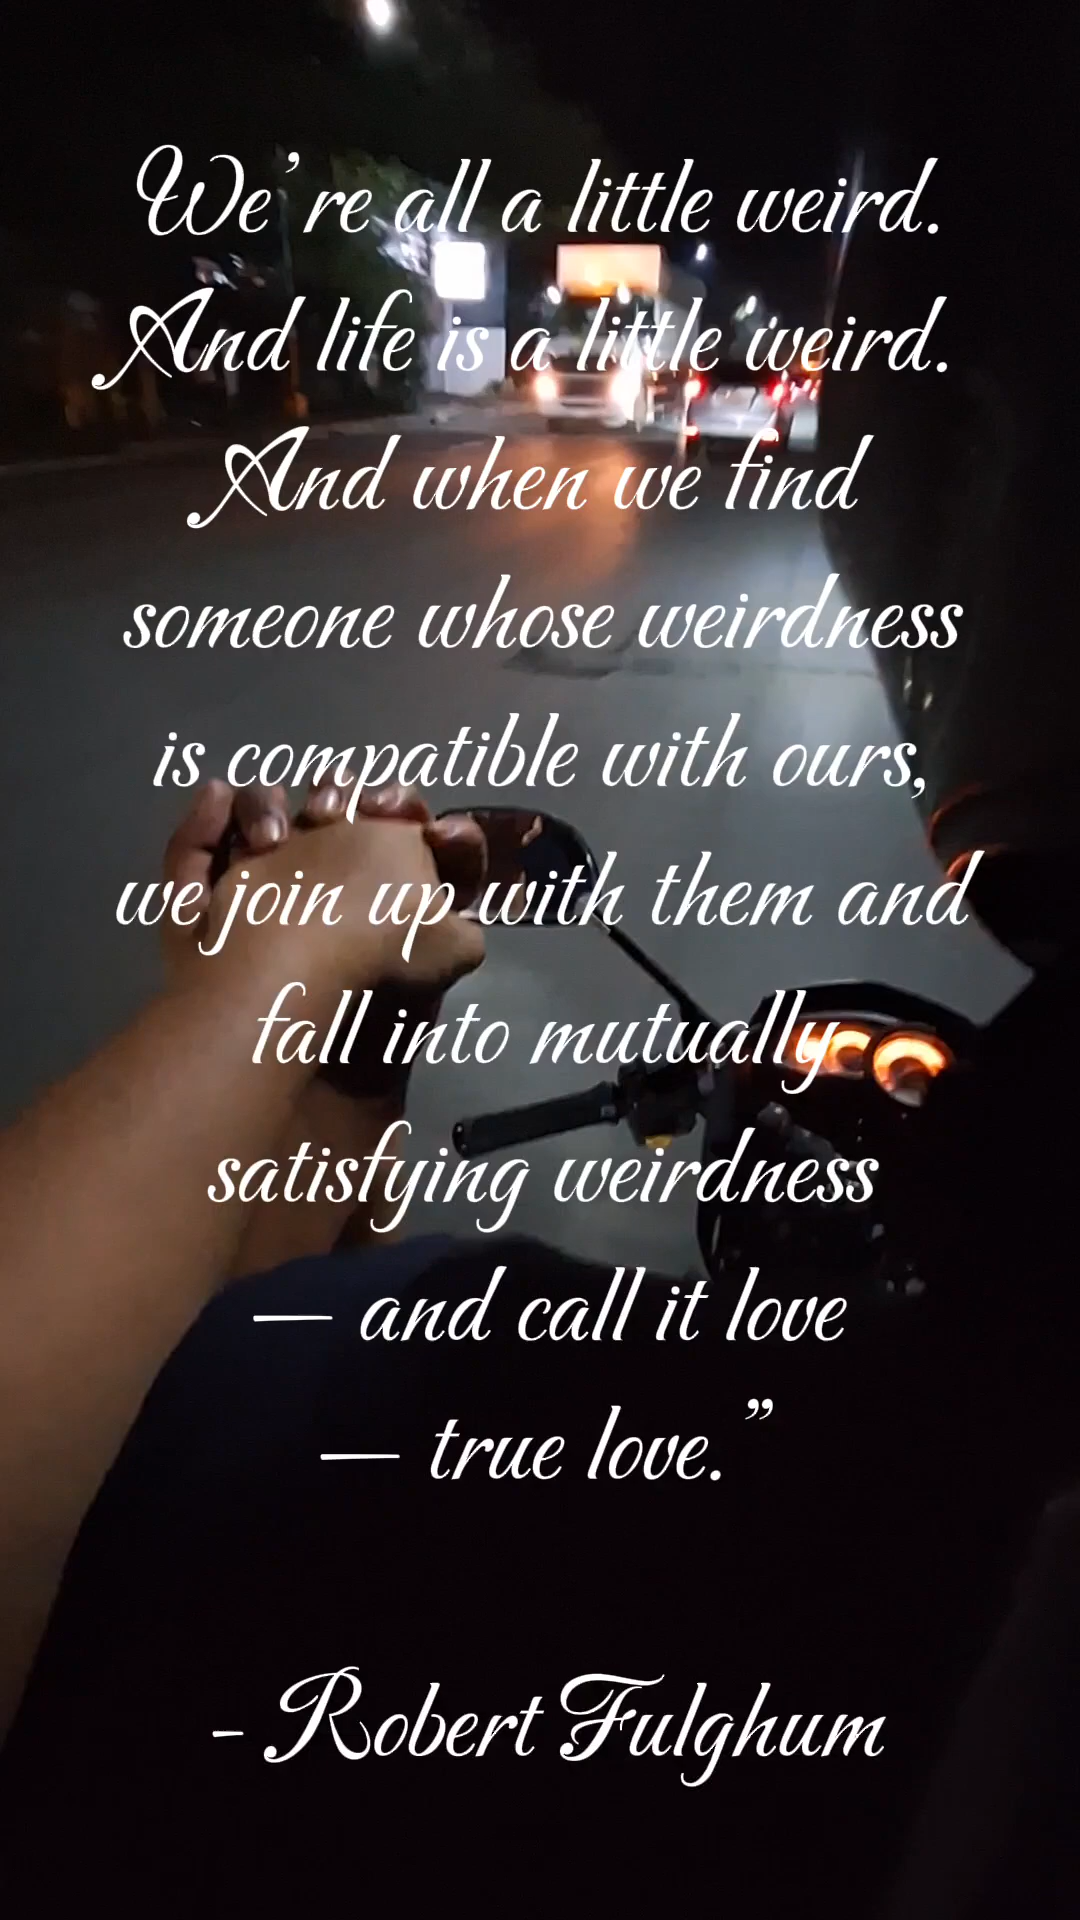 We're all a little weird.
And life is a little weird.
And when we find
someone whose weirdness
is compatible with ours,
we join up with them and
fall into mutually
satisfying weirdness
— and call it love
— true love.”
- Robert Fulghum